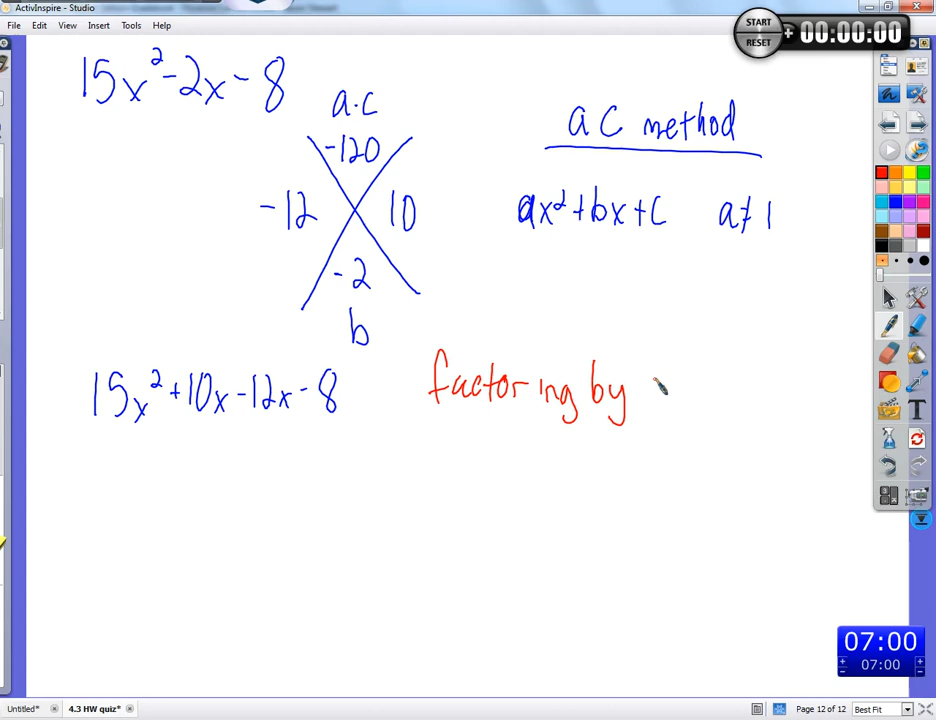 ActivInspire - Studio
File Edit View Insert Tools Help
START
RESET
00:00:00
15x² - 2x - 8
a·c
-120
-12 10
-2
b
ac method
ax² + bx + c a ≠ 1
15x² + 10x - 12x - 8
factoring by
07:00
07:00
Untitled* 4.3 HW quiz* Page 12 of 12 Best Fit